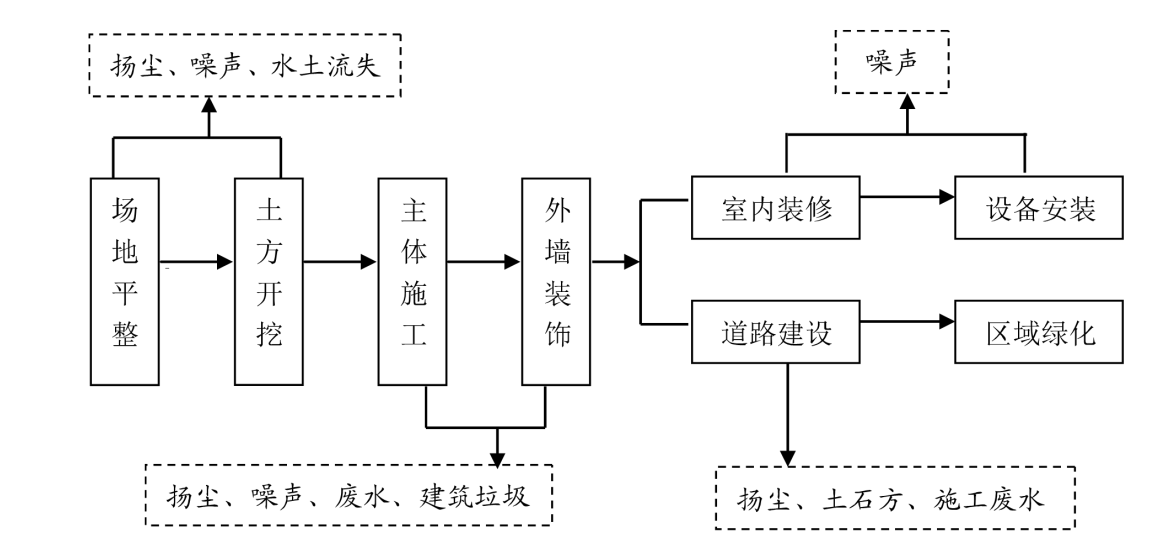 扬尘、噪声、水土流失
噪声
场地平整
土方开挖
主体施工
外墙装饰
室内装修
设备安装
道路建设
区域绿化
扬尘、噪声、废水、建筑垃圾
扬尘、土石方、施工废水